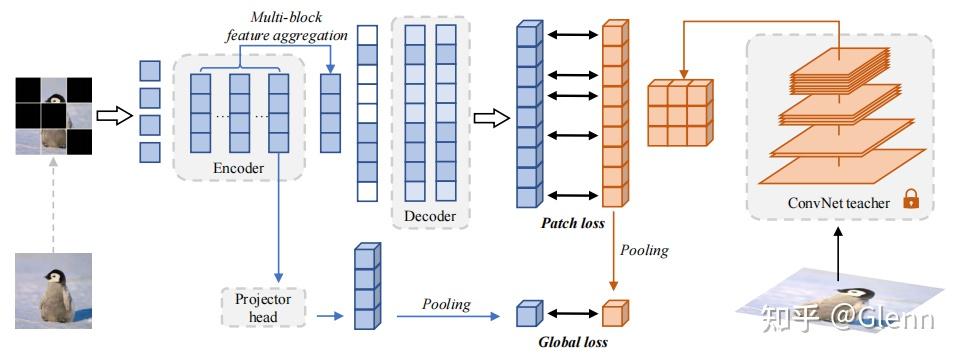 Multi-block
feature aggregation
Encoder
Decoder
Patch loss
ConvNet teacher
Pooling
Projector
head
Pooling
Global loss
知乎 @Glenn